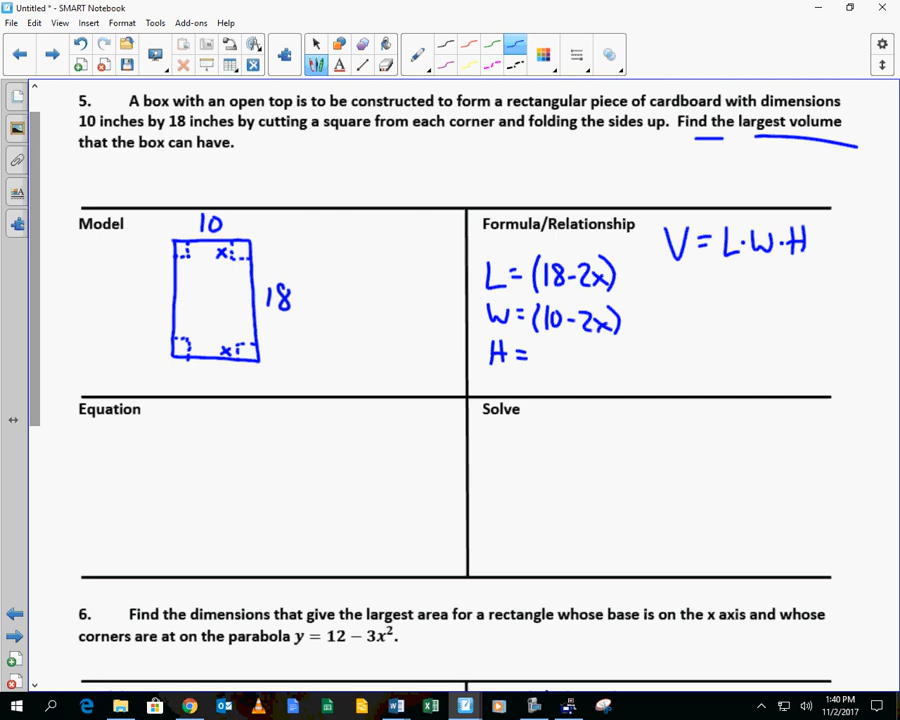 Untitled * - SMART Notebook
File Edit View Insert Format Tools Add-ons Help
5. A box with an open top is to be constructed to form a rectangular piece of cardboard with dimensions
10 inches by 18 inches by cutting a square from each corner and folding the sides up. Find the largest volume
that the box can have.
Model
10
x
18
x
Formula/Relationship
V = L·W·H
L = (18-2x)
W = (10-2x)
H =
Equation
Solve
6. Find the dimensions that give the largest area for a rectangle whose base is on the x axis and whose
corners are at on the parabola y = 12 − 3x².
1:40 PM
11/2/2017